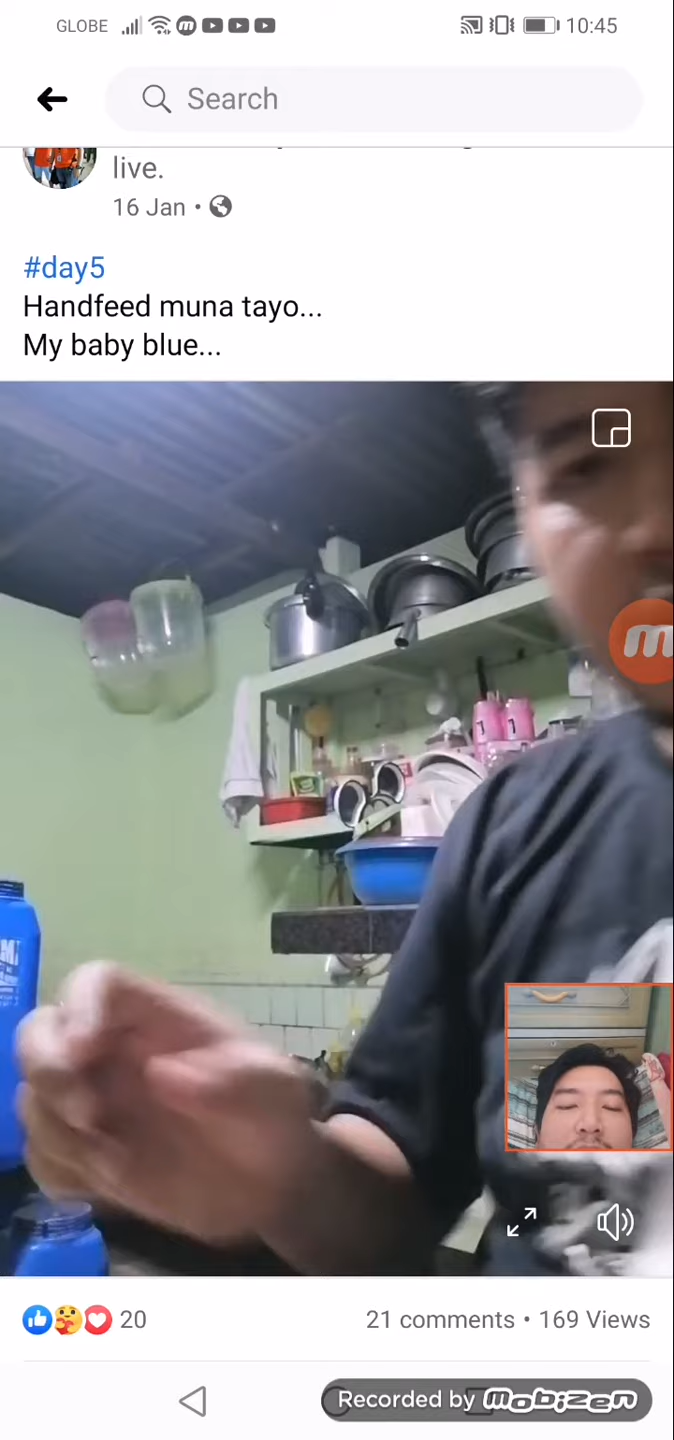 GLOBE
10:45
Search
live.
16 Jan
#day5
Handfeed muna tayo...
My baby blue...
20
21 comments • 169 Views
Recorded by mobizen